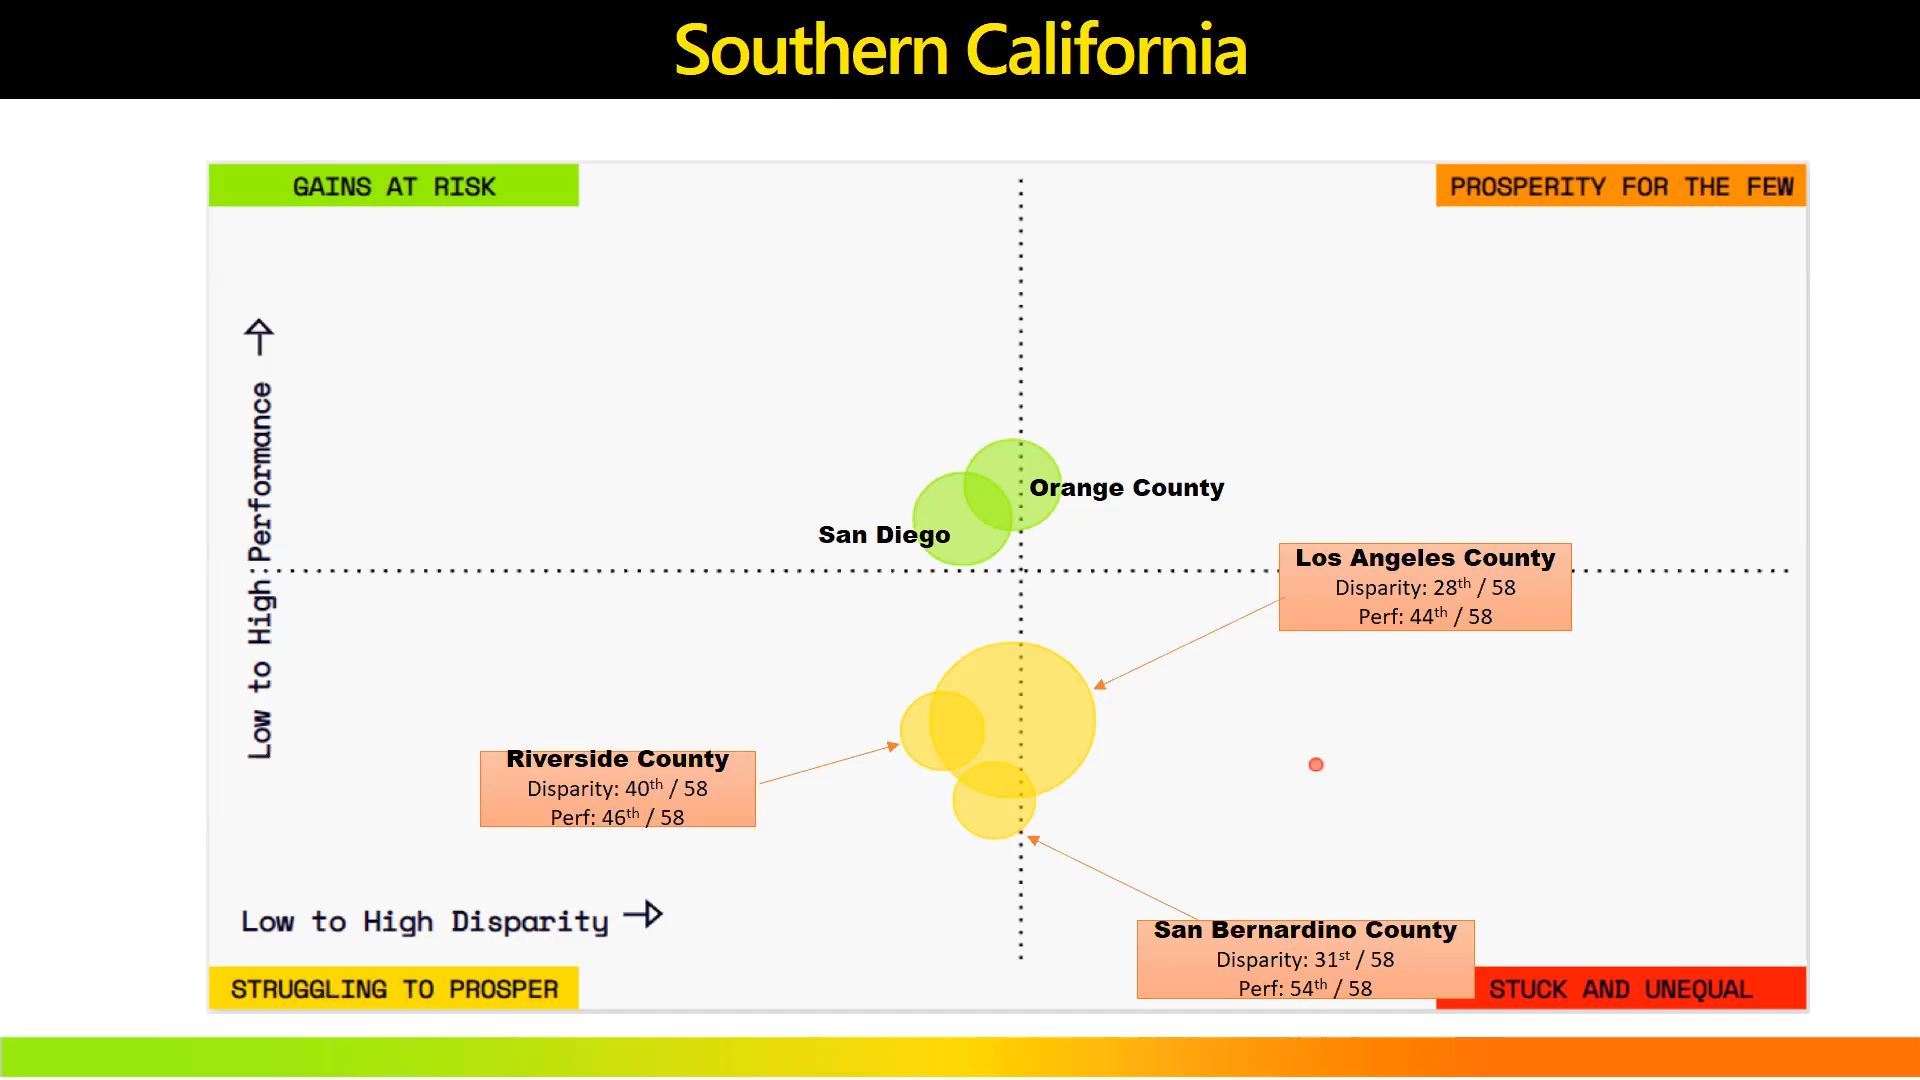 Southern California
GAINS AT RISK
PROSPERITY FOR THE FEW
Low to High Performance
Orange County
San Diego
Los Angeles County
Disparity: 28th / 58
Perf: 44th / 58
Riverside County
Disparity: 40th / 58
Perf: 46th / 58
Low to High Disparity
San Bernardino County
Disparity: 31st / 58
Perf: 54th / 58
STRUGGLING TO PROSPER
STUCK AND UNEQUAL